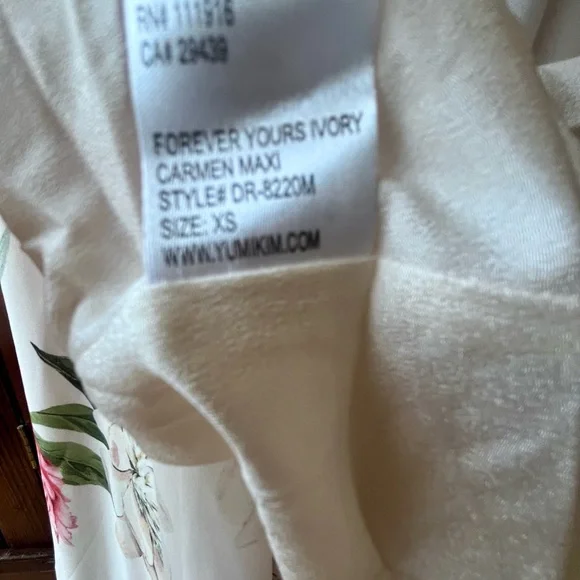 RN# 111916
CA# 29439
FOREVER YOURS IVORY
CARMEN MAXI
STYLE# DR-8220M
SIZE: XS
WWW.YUMIKIM.COM